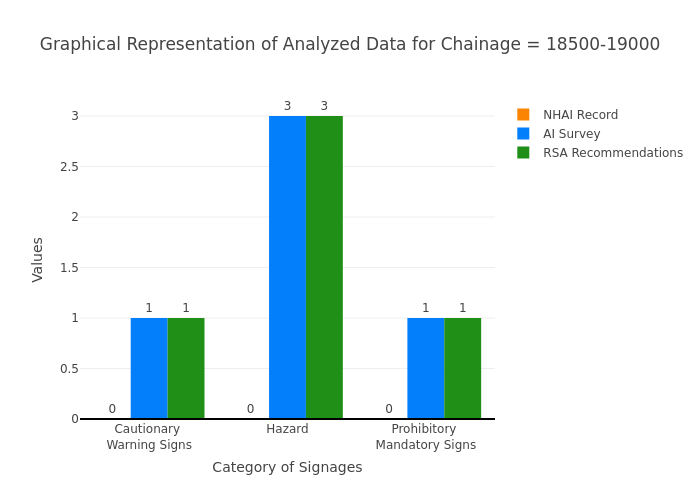 Graphical Representation of Analyzed Data for Chainage = 18500-19000
NHAI Record
AI Survey
RSA Recommendations
Values
3
2.5
2
1.5
1
0.5
0
0
1
1
0
3
3
0
1
1
Cautionary
Warning Signs
Hazard
Prohibitory
Mandatory Signs
Category of Signages